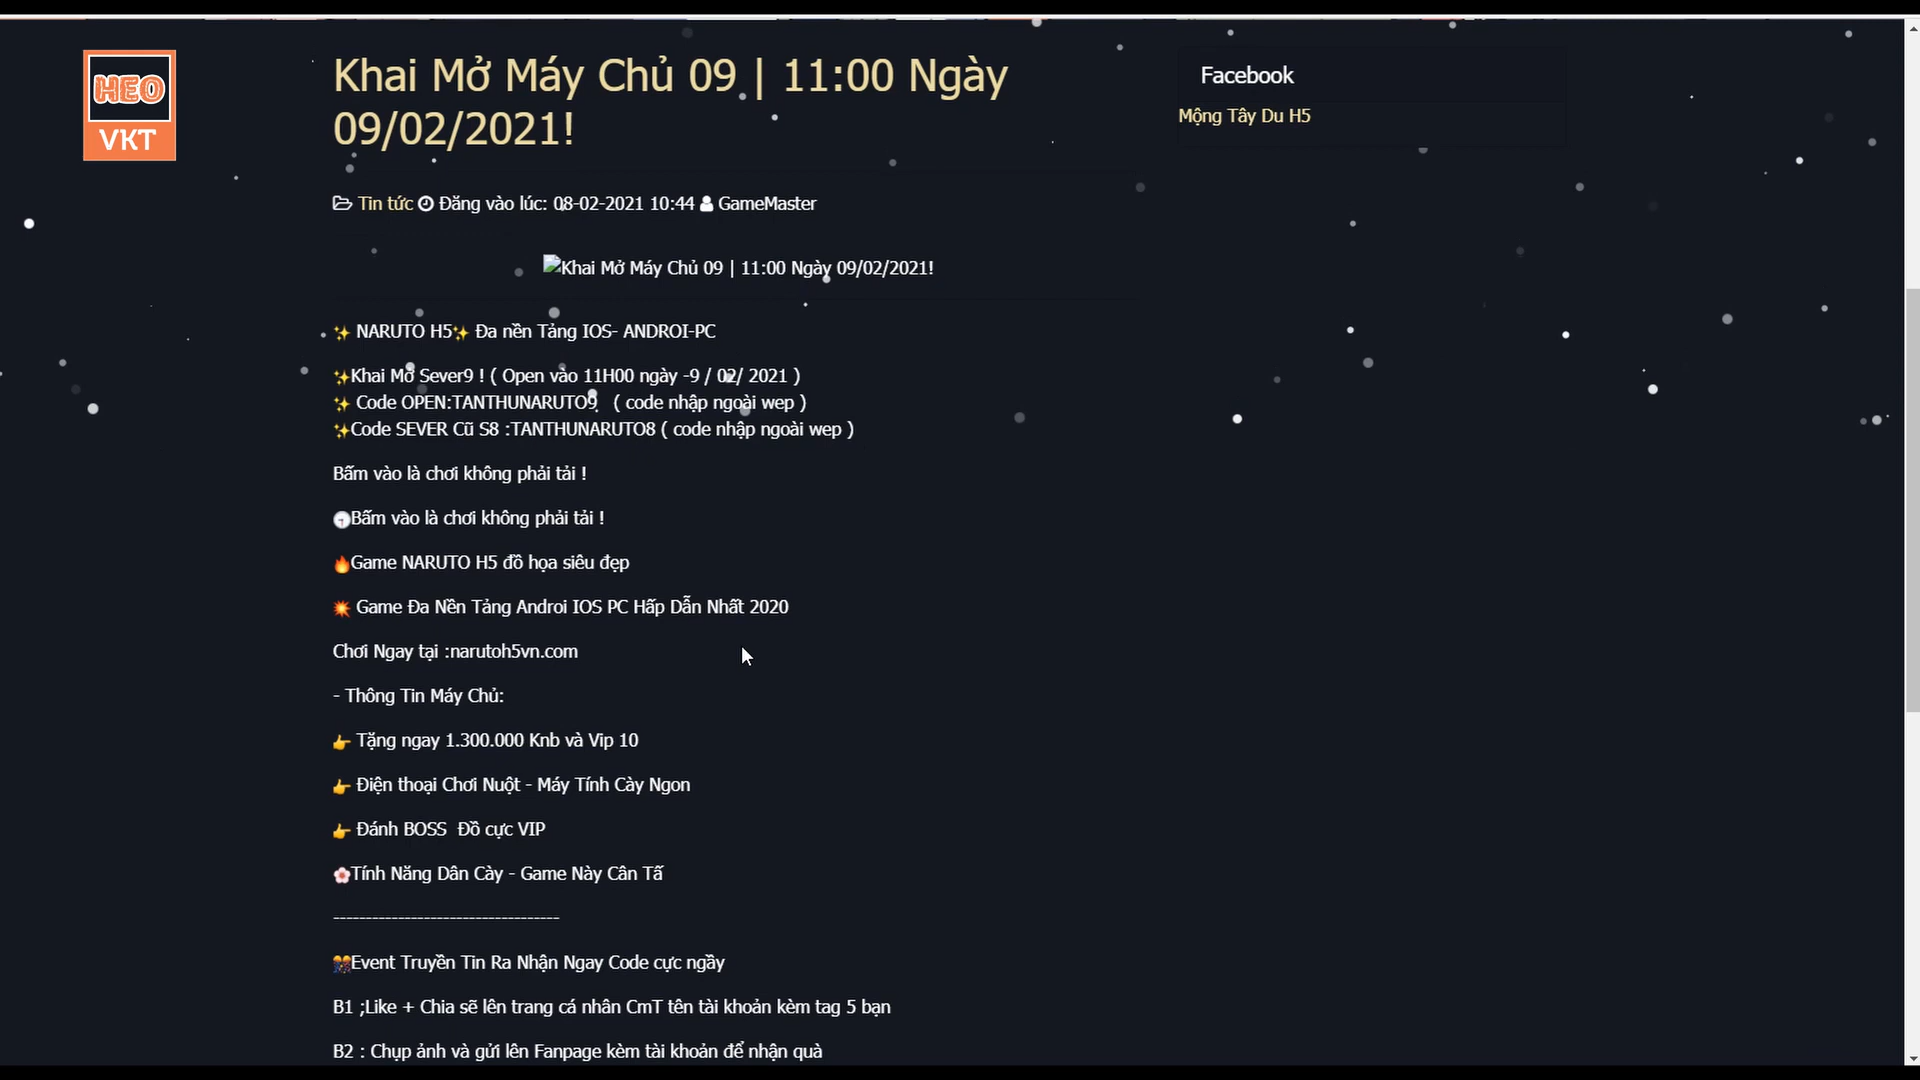 HEO
VKT
Khai Mở Máy Chủ 09 | 11:00 Ngày
09/02/2021!
Tin tức Đăng vào lúc: 08-02-2021 10:44 GameMaster
Khai Mở Máy Chủ 09 | 11:00 Ngày 09/02/2021!
✨ NARUTO H5✨ Đa nền Tảng IOS- ANDROI-PC
✨Khai Mở Sever9 ! ( Open vào 11H00 ngày -9 / 02/ 2021 )
✨ Code OPEN:TANTHUNARUTO9 ( code nhập ngoài wep )
✨Code SEVER Cũ S8 :TANTHUNARUTO8 ( code nhập ngoài wep )
Bấm vào là chơi không phải tải !
🕘Bấm vào là chơi không phải tải !
🔥Game NARUTO H5 đồ họa siêu đẹp
💥 Game Đa Nền Tảng Androi IOS PC Hấp Dẫn Nhất 2020
Chơi Ngay tại :narutoh5vn.com
- Thông Tin Máy Chủ:
👉 Tặng ngay 1.300.000 Knb và Vip 10
👉 Điện thoại Chơi Nuột - Máy Tính Cày Ngon
👉 Đánh BOSS Đồ cực VIP
🌸Tính Năng Dân Cày - Game Này Cân Tấ
-----------------------------------
🎊Event Truyền Tin Ra Nhận Ngay Code cực ngầy
B1 ;Like + Chia sẽ lên trang cá nhân CmT tên tài khoản kèm tag 5 bạn
B2 : Chụp ảnh và gửi lên Fanpage kèm tài khoản để nhận quà
Facebook
Mộng Tây Du H5